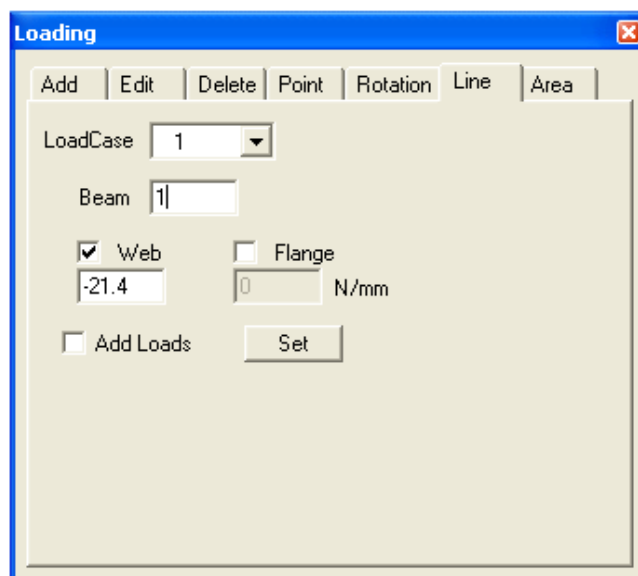 Loading
Add Edit Delete Point Rotation Line Area
LoadCase 1
Beam 1
Web Flange
-21.4 0 N/mm
Add Loads Set